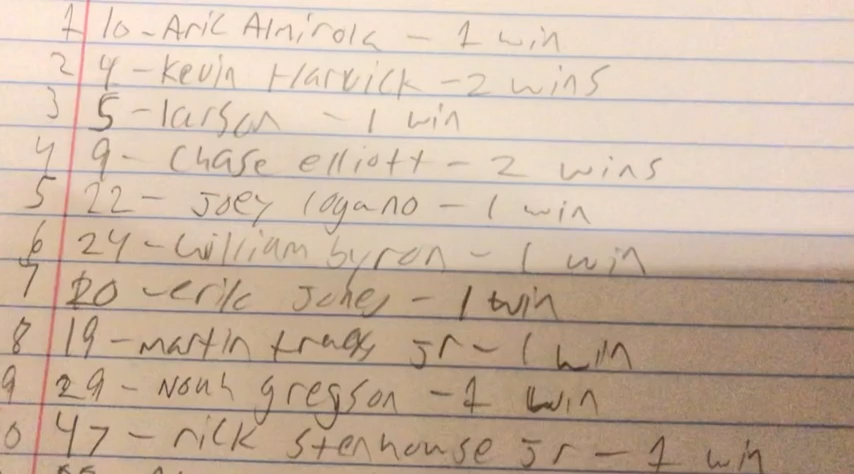 1 10 - Aric Almirola - 1 win
2 4 - Kevin Harvick - 2 wins
3 5 - larson - 1 win
4 9 - Chase elliott - 2 wins
5 22 - Joey logano - 1 win
6 24 - William byron - 1 win
7 20 - erik Jones - 1 win
8 19 - martin truex jr - 1 win
9 29 - Noah gregson - 1 win
0 47 - rick stenhouse jr - 1 win